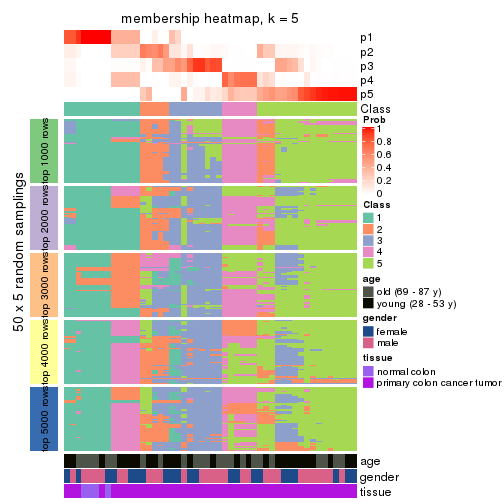 membership heatmap, k = 5
p1
p2
p3
p4
p5
Class
50 x 5 random samplings
top 1000 rows
top 2000 rows
top 3000 rows
top 4000 rows
top 5000 rows
age
gender
tissue
Prob
1
0.8
0.6
0.4
0.2
0
Class
1
2
3
4
5
age
old (69 - 87 y)
young (28 - 53 y)
gender
female
male
tissue
normal colon
primary colon cancer tumor